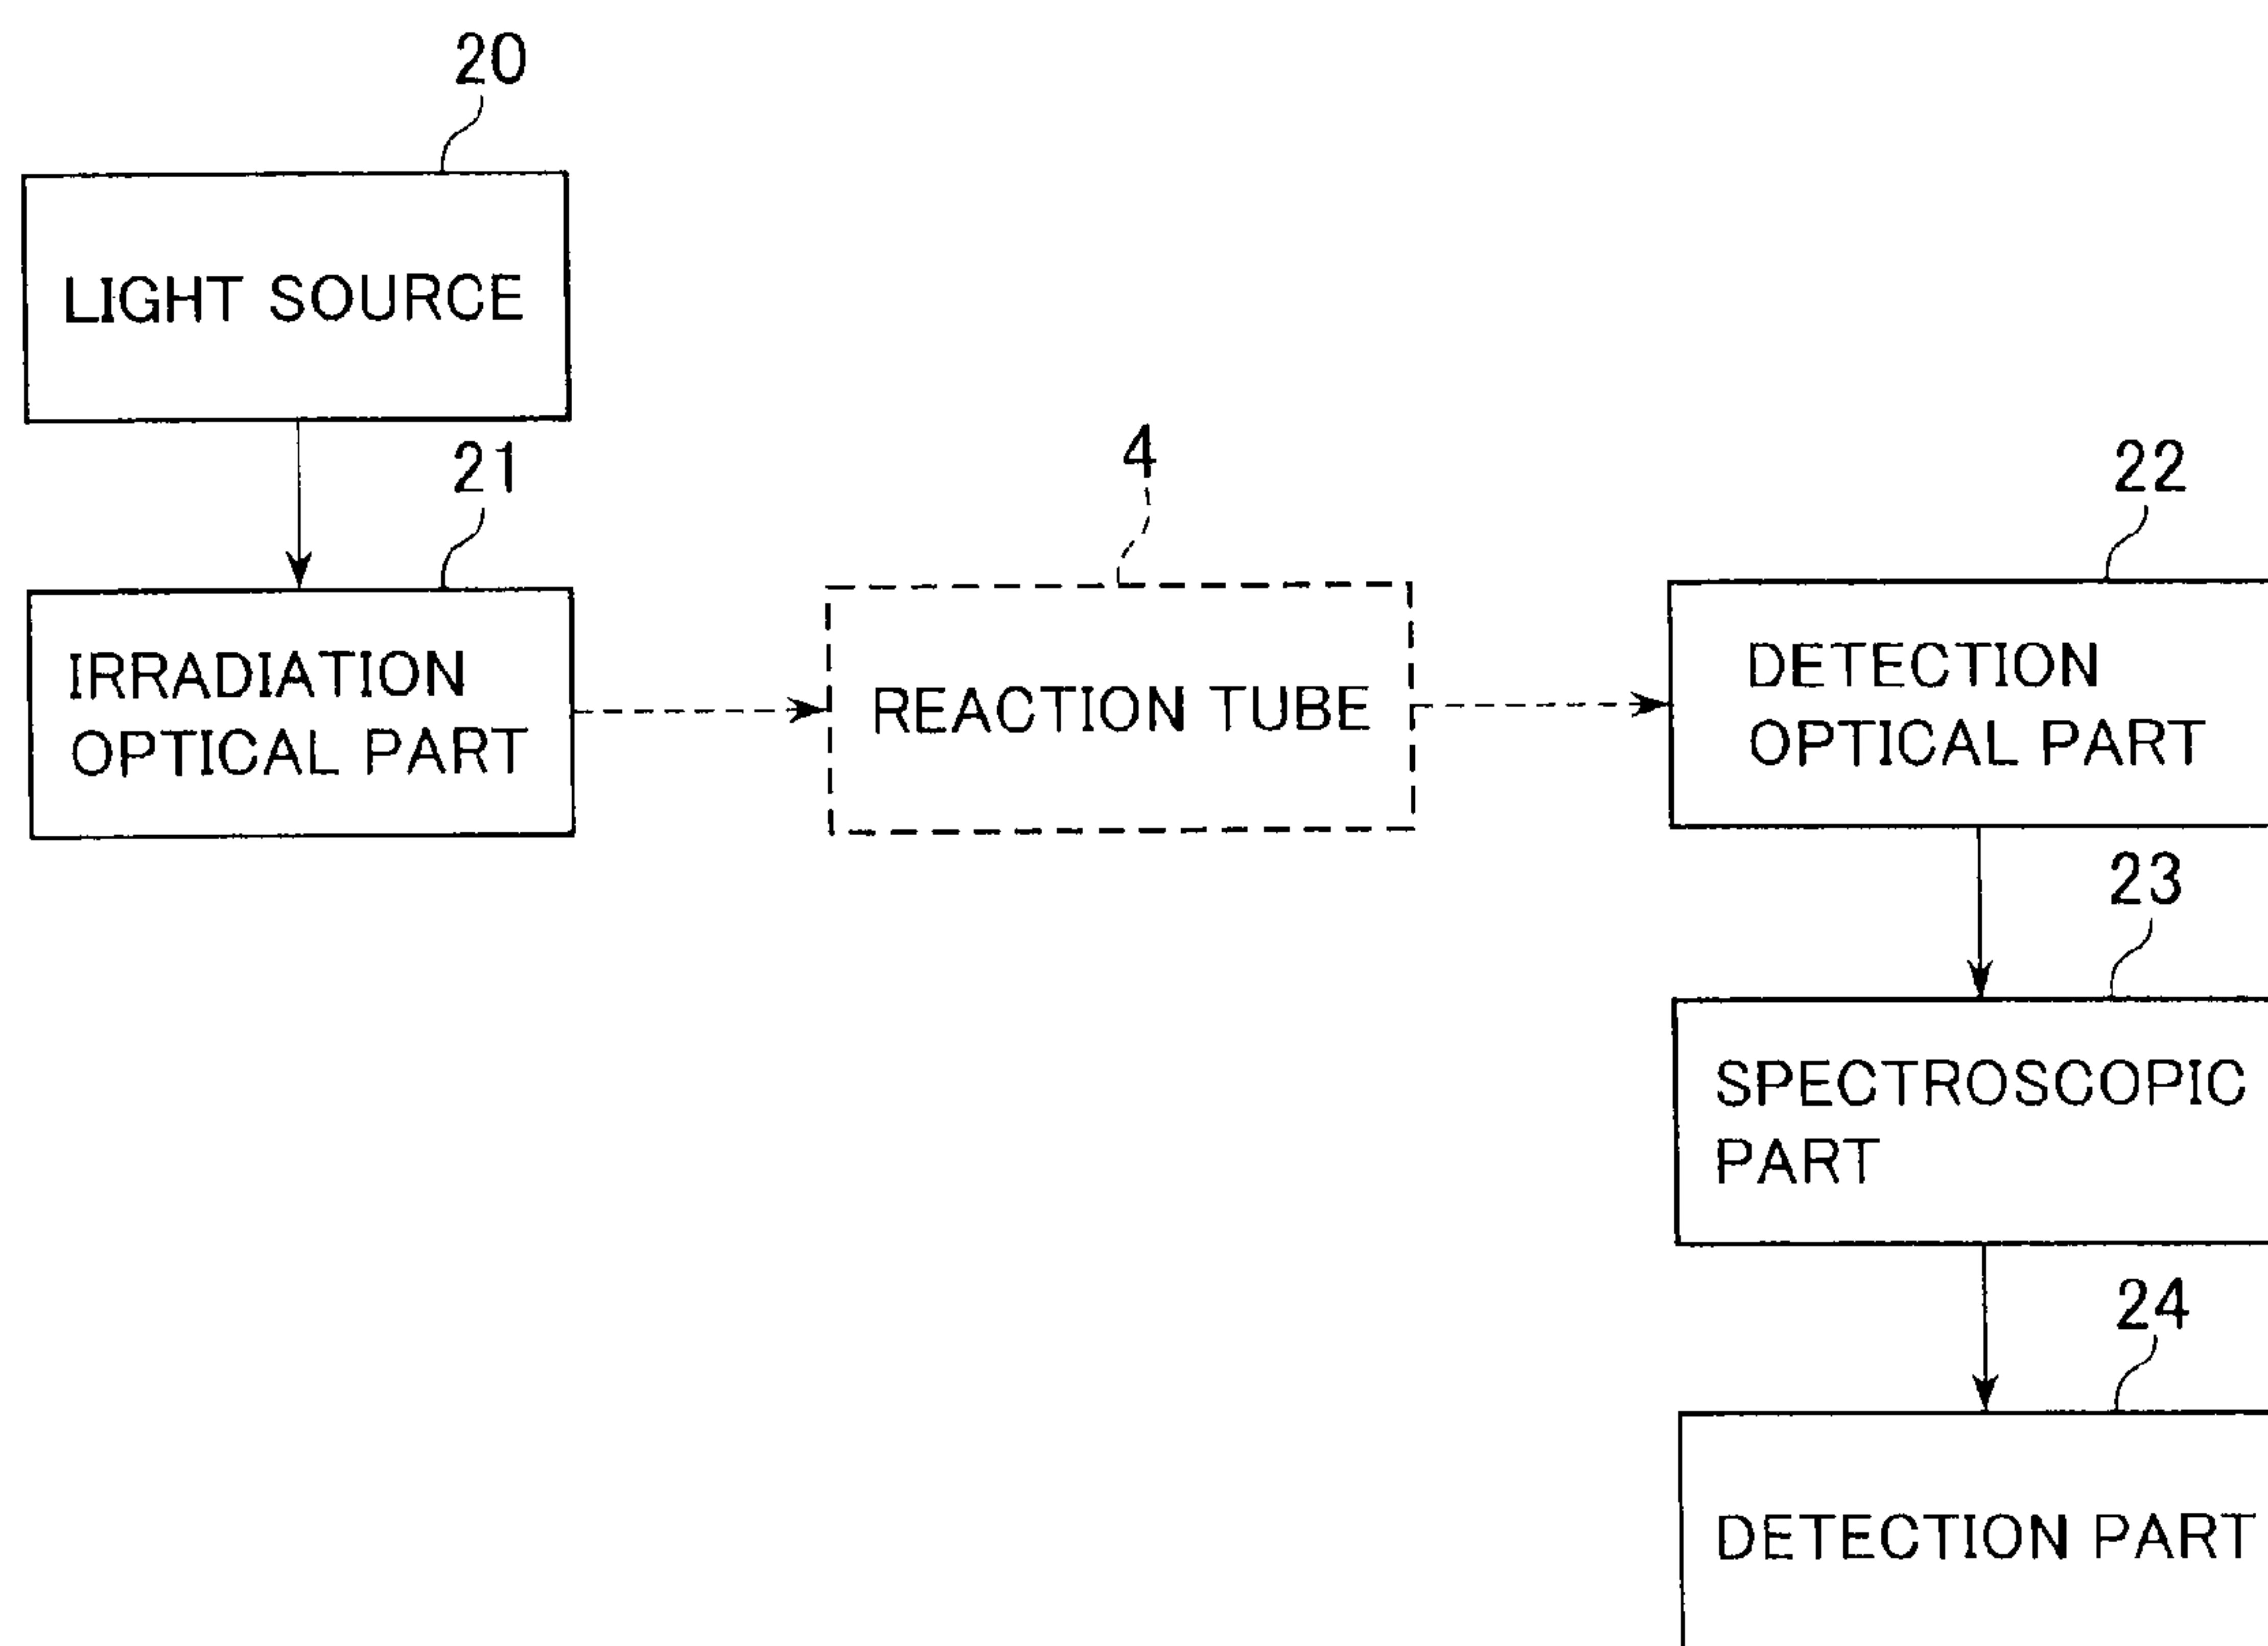 20
LIGHT SOURCE
21
IRRADIATION
OPTICAL PART
4
REACTION TUBE
22
DETECTION
OPTICAL PART
23
SPECTROSCOPIC
PART
24
DETECTION PART